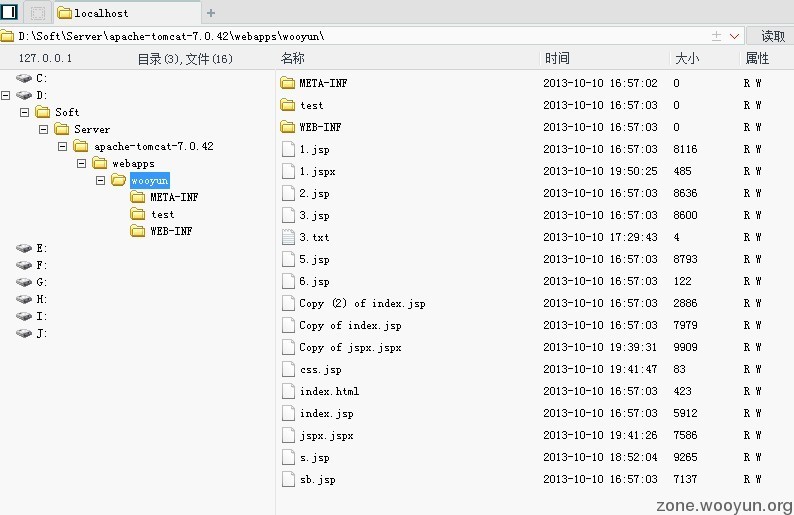 localhost
D:\Soft\Server\apache-tomcat-7.0.42\webapps\wooyun\ 读取
127.0.0.1 目录(3),文件(16)
C:
D:
Soft
Server
apache-tomcat-7.0.42
webapps
wooyun
META-INF
test
WEB-INF
E:
F:
G:
H:
I:
J:
名称 时间 大小 属性
META-INF 2013-10-10 16:57:02 0 R W
test 2013-10-10 16:57:03 0 R W
WEB-INF 2013-10-10 16:57:03 0 R W
1.jsp 2013-10-10 16:57:03 8116 R W
1.jspx 2013-10-10 19:50:25 485 R W
2.jsp 2013-10-10 16:57:03 8636 R W
3.jsp 2013-10-10 16:57:03 8600 R W
3.txt 2013-10-10 17:29:43 4 R W
5.jsp 2013-10-10 16:57:03 8793 R W
6.jsp 2013-10-10 16:57:03 122 R W
Copy (2) of index.jsp 2013-10-10 16:57:03 2886 R W
Copy of index.jsp 2013-10-10 16:57:03 7979 R W
Copy of jspx.jspx 2013-10-10 19:39:31 9909 R W
css.jsp 2013-10-10 19:41:47 83 R W
index.html 2013-10-10 16:57:03 423 R W
index.jsp 2013-10-10 16:57:03 5912 R W
jspx.jspx 2013-10-10 19:41:26 7586 R W
s.jsp 2013-10-10 18:52:04 9265 R W
sb.jsp 2013-10-10 16:57:03 7137 R W
zone.wooyun.org